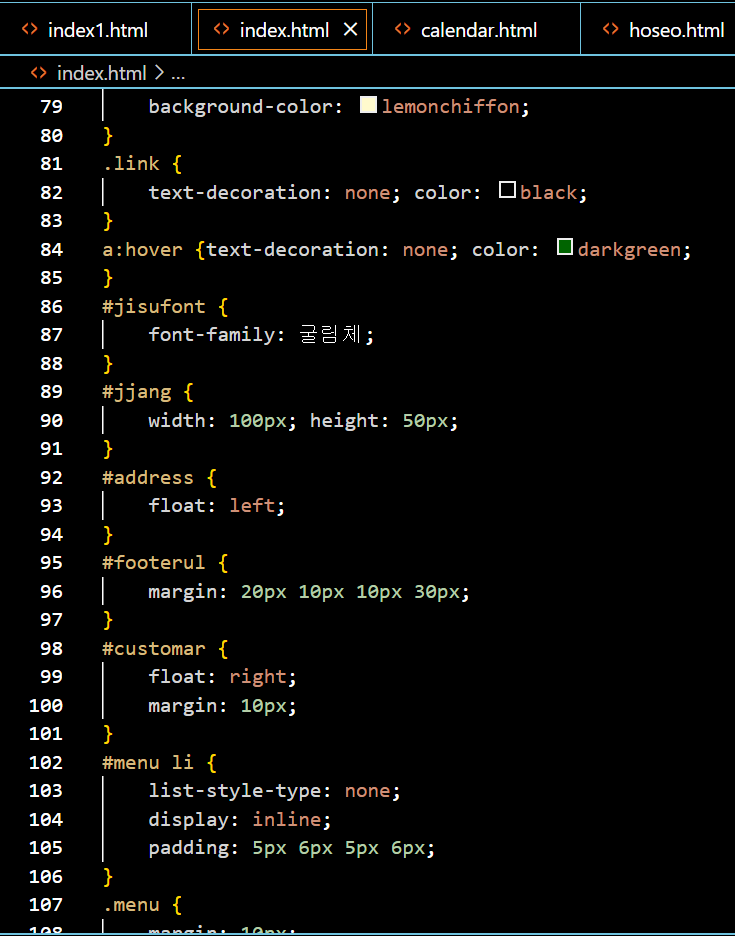 index1.html index.html calendar.html hoseo.html
index.html > ...
79 background-color: lemonchiffon;
80 }
81 .link {
82 text-decoration: none; color: black;
83 }
84 a:hover {text-decoration: none; color: darkgreen;
85 }
86 #jisufont {
87 font-family: 굴림체;
88 }
89 #jjang {
90 width: 100px; height: 50px;
91 }
92 #address {
93 float: left;
94 }
95 #footerul {
96 margin: 20px 10px 10px 30px;
97 }
98 #customar {
99 float: right;
100 margin: 10px;
101 }
102 #menu li {
103 list-style-type: none;
104 display: inline;
105 padding: 5px 6px 5px 6px;
106 }
107 .menu {
108 margin: 10px;